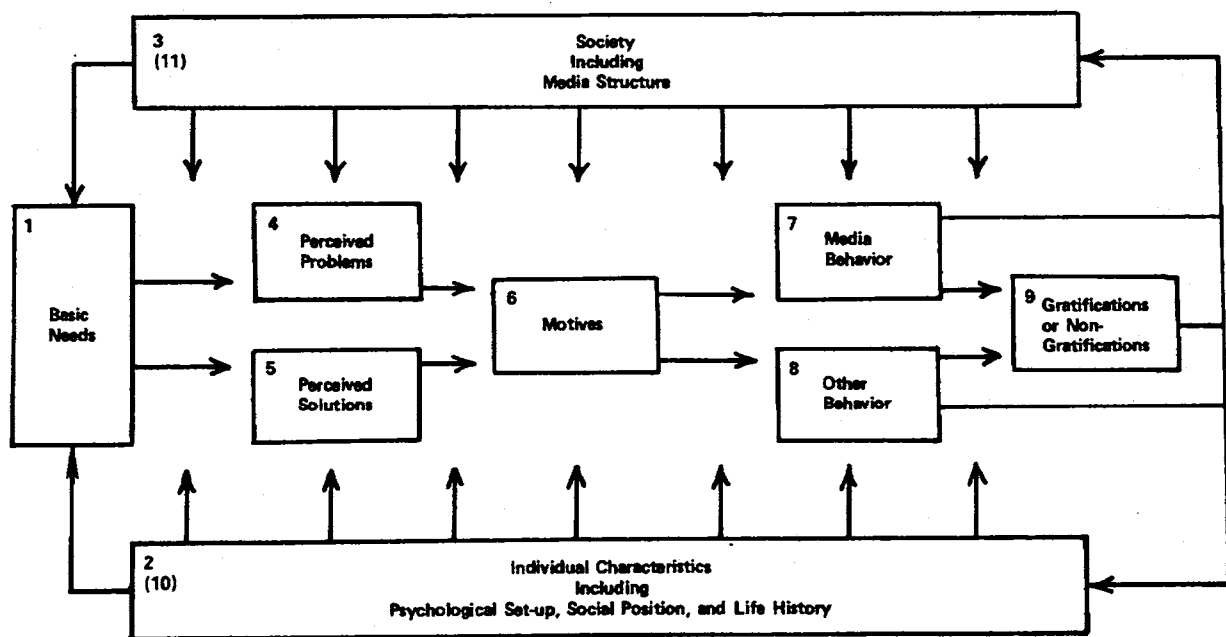 3
(11)
Society
Including
Media Structure
1
Basic
Needs
4
Perceived
Problems
5
Perceived
Solutions
6
Motives
7
Media
Behavior
8
Other
Behavior
9
Gratifications
or Non-
Gratifications
2
(10)
Individual Characteristics
Including
Psychological Set-up, Social Position, and Life History